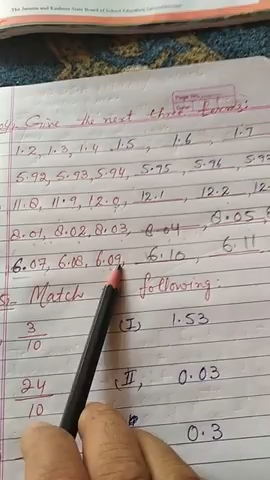 The Jammu and Kashmir State Board of School Education
Give the next three terms:
1.2, 1.3, 1.4 1.5, 1.6, 1.7
5.92, 5.93, 5.94, 5.95, 5.96, 5.9
11.8, 11.9, 12.0, 12.1, 12.2, 12
8.01, 8.02, 8.03, 8.04, 8.05, 8
6.07, 6.08, 6.09, 6.10, 6.11
Match following:
3/10 (I) 1.53
24/10 II, 0.03
0.3